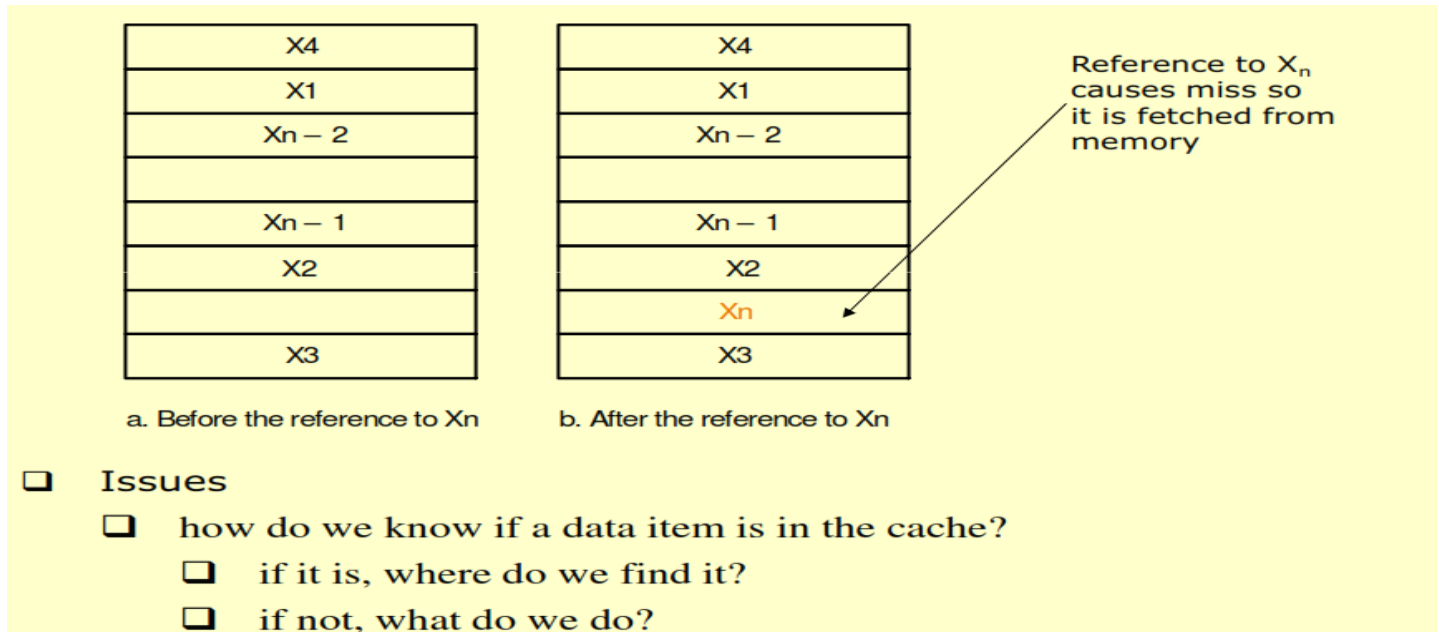 X4
X1
Xn – 2
Xn – 1
X2
X3
a. Before the reference to Xn
X4
X1
Xn – 2
Xn – 1
X2
Xn
X3
b. After the reference to Xn
Reference to Xn
causes miss so
it is fetched from
memory
Issues
how do we know if a data item is in the cache?
if it is, where do we find it?
if not, what do we do?